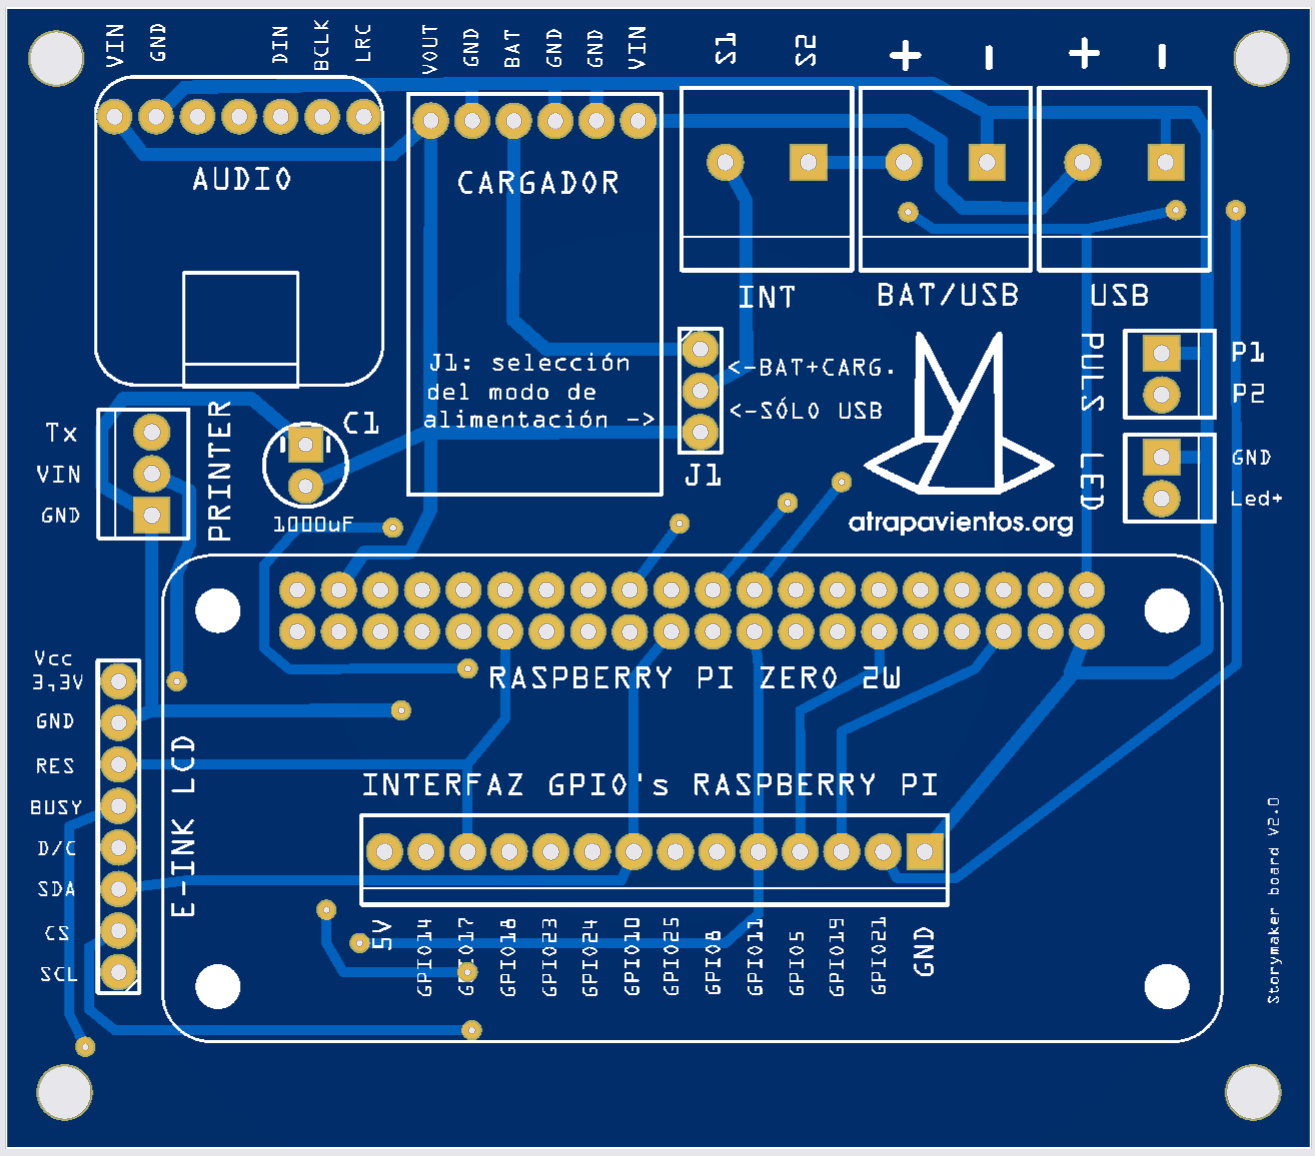 VIN
GND
DIN
BCLK
LRC
VOUT
GND
BAT
GND
GND
VIN
S1
S2
+
-
+
-
AUDIO
CARGADOR
INT
BAT/USB
USB
J1: selección
del modo de
alimentación ->
<-BAT+CARG.
<-SÓLO USB
J1
PULS
LED
P1
P2
GND
Led+
Tx
VIN
GND
PRINTER
C1
1000uF
atrapavientos.org
RASPBERRY PI ZERO 2W
Vcc
3,3V
GND
RES
BUSY
D/C
SDA
CS
SCL
E-INK LCD
INTERFAZ GPIO's RASPBERRY PI
5V
GPIO14
GPIO17
GPIO18
GPIO23
GPIO24
GPIO10
GPIO25
GPIO8
GPIO11
GPIO5
GPIO19
GPIO21
GND
Storymaker board V2.0